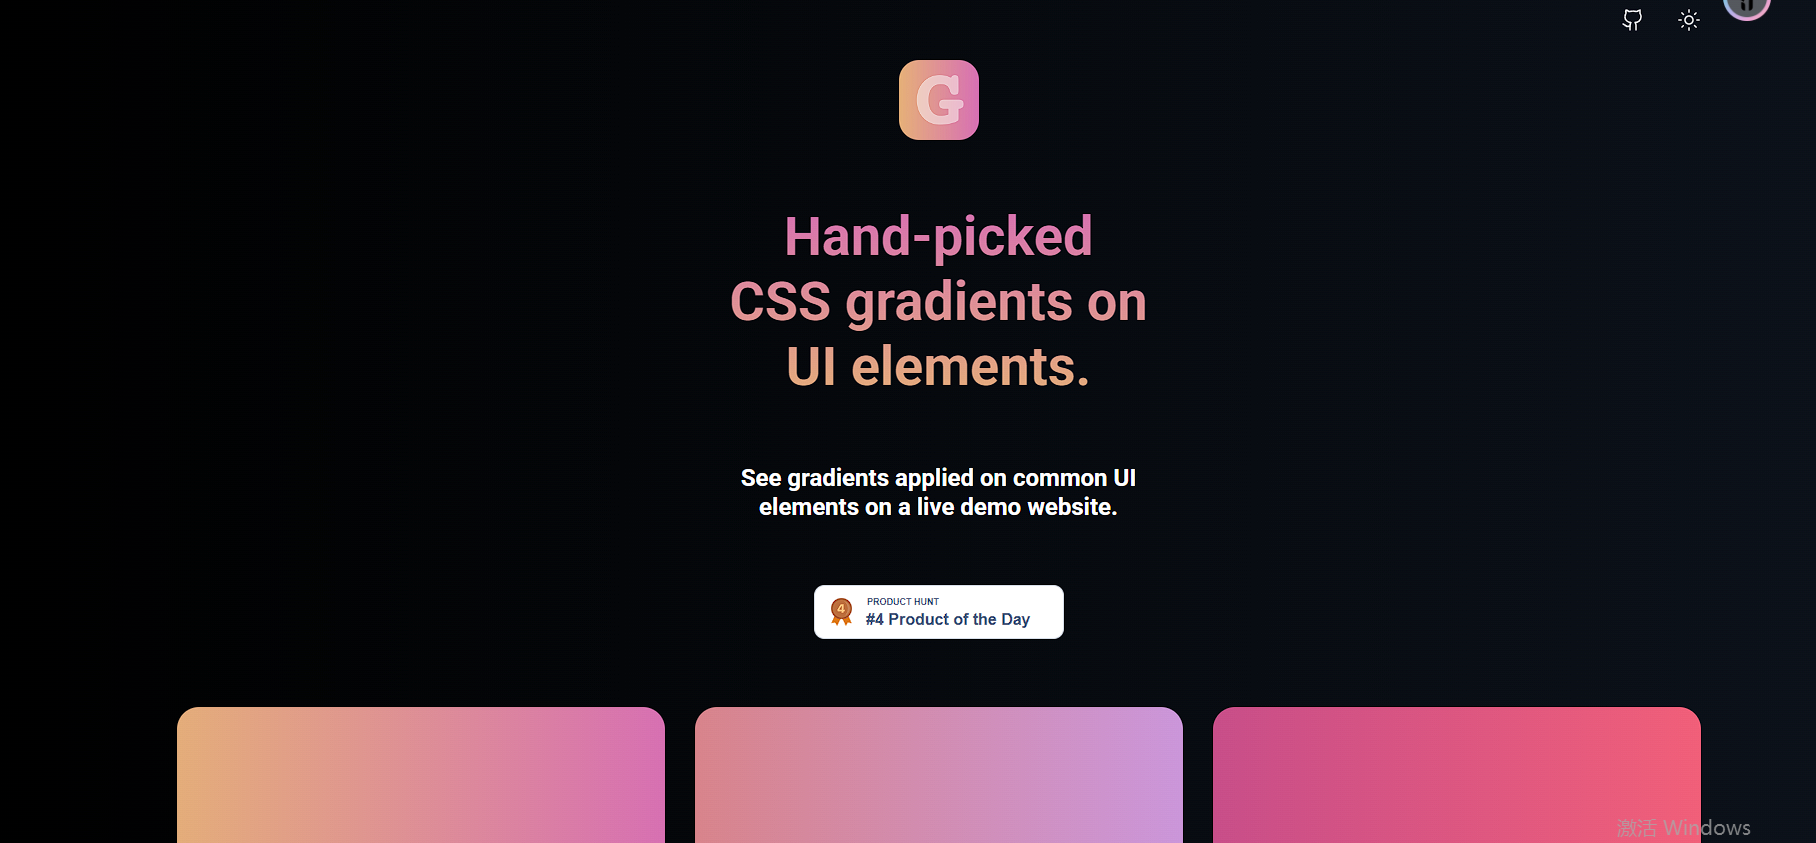 G
Hand-picked
CSS gradients on
UI elements.
See gradients applied on common UI
elements on a live demo website.
4
PRODUCT HUNT
#4 Product of the Day
激活 Windows